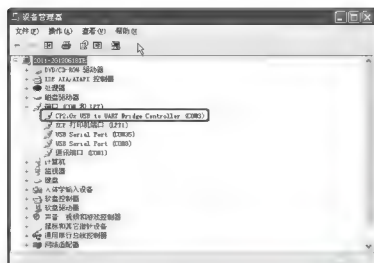 设备管理器
文件(F) 操作(A) 查看(V) 帮助(H)
2011-20120618ZE
DVD/CD-ROM 驱动器
IDE ATA/ATAPI 控制器
处理器
磁盘驱动器
端口 (COM 和 LPT)
CP210x USB to UART Bridge Controller (COM3)
ECP 打印机端口 (LPT1)
USB Serial Port (COM35)
USB Serial Port (COM8)
通讯端口 (COM1)
计算机
监视器
键盘
人体学输入设备
软盘控制器
软盘驱动器
声音、视频和游戏控制器
鼠标和其它指针设备
通用串行总线控制器
网络适配器